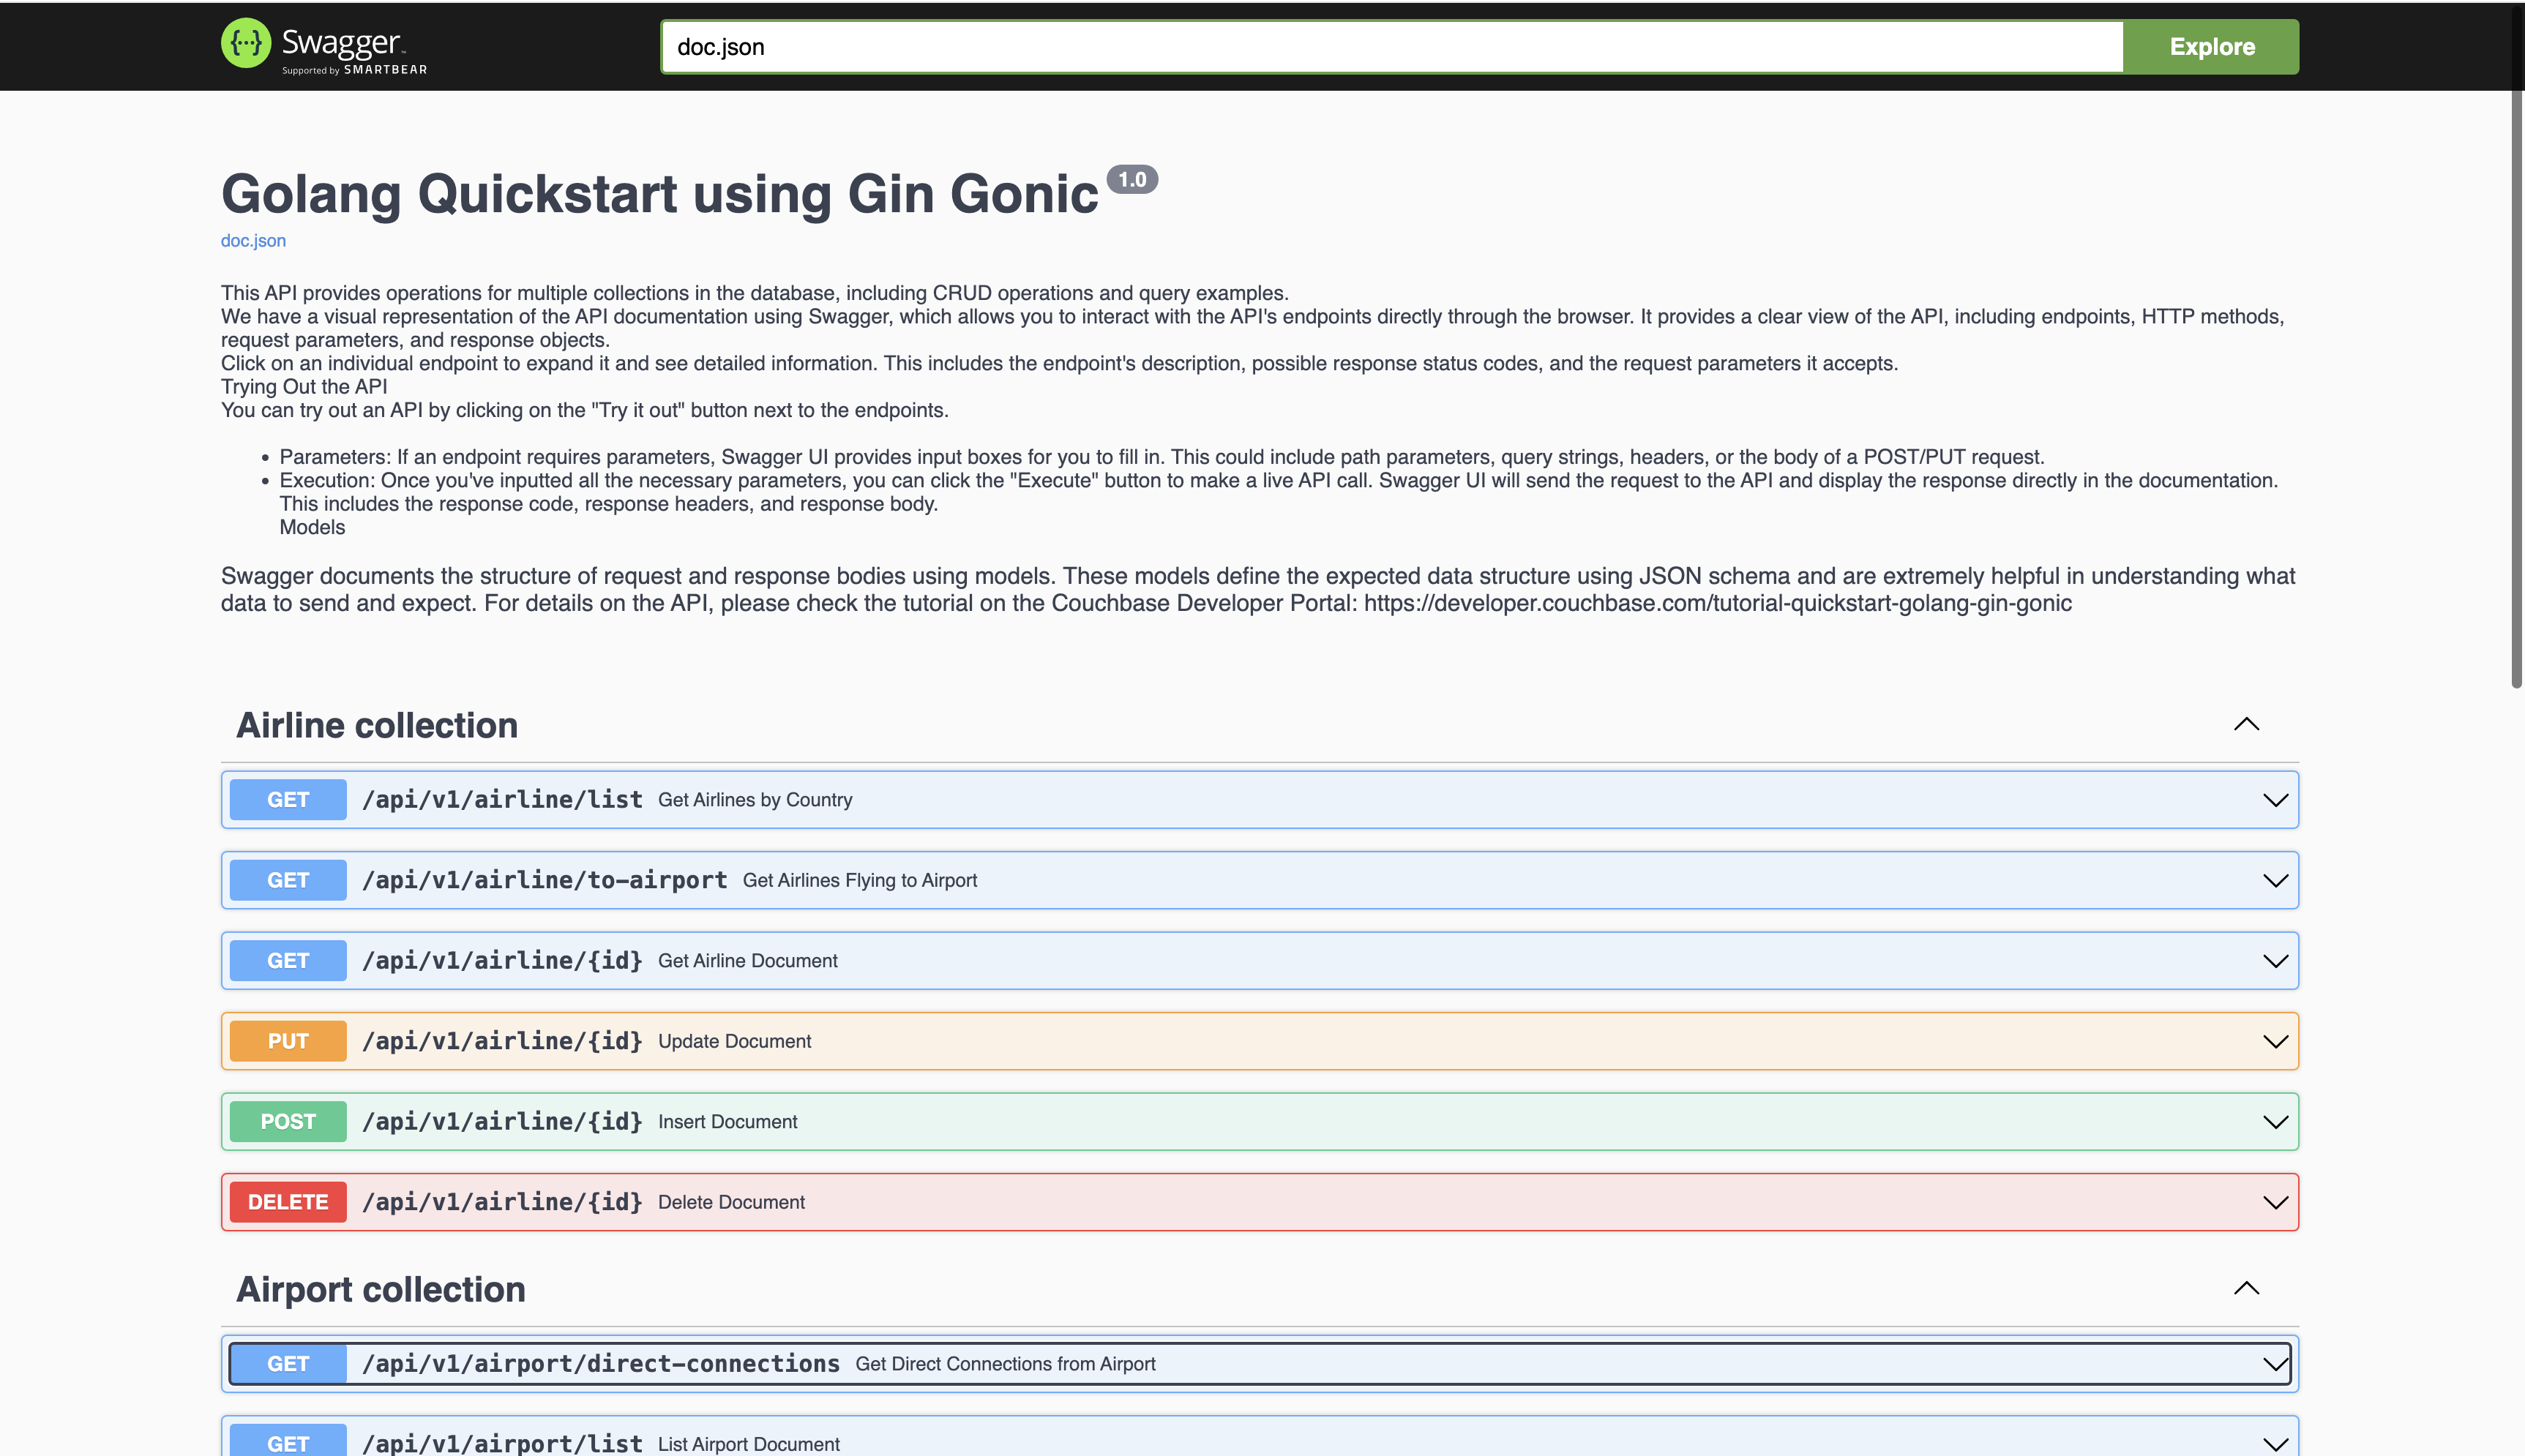 Swagger
Supported by SMARTBEAR
doc.json
Explore
Golang Quickstart using Gin Gonic 1.0
doc.json
This API provides operations for multiple collections in the database, including CRUD operations and query examples.
We have a visual representation of the API documentation using Swagger, which allows you to interact with the API's endpoints directly through the browser. It provides a clear view of the API, including endpoints, HTTP methods,
request parameters, and response objects.
Click on an individual endpoint to expand it and see detailed information. This includes the endpoint's description, possible response status codes, and the request parameters it accepts.
Trying Out the API
You can try out an API by clicking on the "Try it out" button next to the endpoints.
• Parameters: If an endpoint requires parameters, Swagger UI provides input boxes for you to fill in. This could include path parameters, query strings, headers, or the body of a POST/PUT request.
• Execution: Once you've inputted all the necessary parameters, you can click the "Execute" button to make a live API call. Swagger UI will send the request to the API and display the response directly in the documentation.
This includes the response code, response headers, and response body.
Models
Swagger documents the structure of request and response bodies using models. These models define the expected data structure using JSON schema and are extremely helpful in understanding what
data to send and expect. For details on the API, please check the tutorial on the Couchbase Developer Portal: https://developer.couchbase.com/tutorial-quickstart-golang-gin-gonic
Airline collection
GET /api/v1/airline/list Get Airlines by Country
GET /api/v1/airline/to-airport Get Airlines Flying to Airport
GET /api/v1/airline/{id} Get Airline Document
PUT /api/v1/airline/{id} Update Document
POST /api/v1/airline/{id} Insert Document
DELETE /api/v1/airline/{id} Delete Document
Airport collection
GET /api/v1/airport/direct-connections Get Direct Connections from Airport
GET /api/v1/airport/list List Airport Document